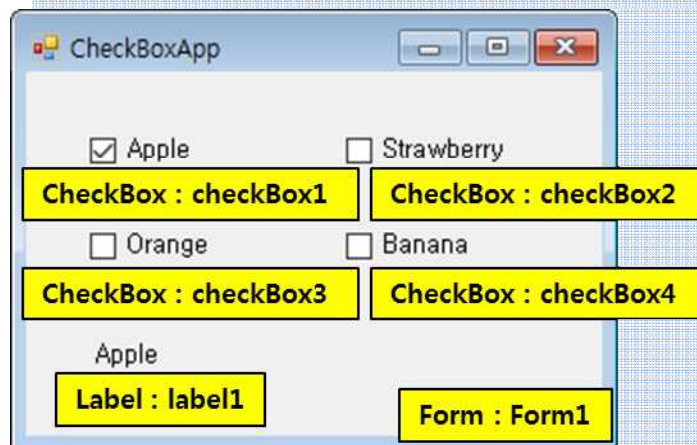 CheckBoxApp
Apple Strawberry
CheckBox : checkBox1 CheckBox : checkBox2
Orange Banana
CheckBox : checkBox3 CheckBox : checkBox4
Apple
Label : label1
Form : Form1